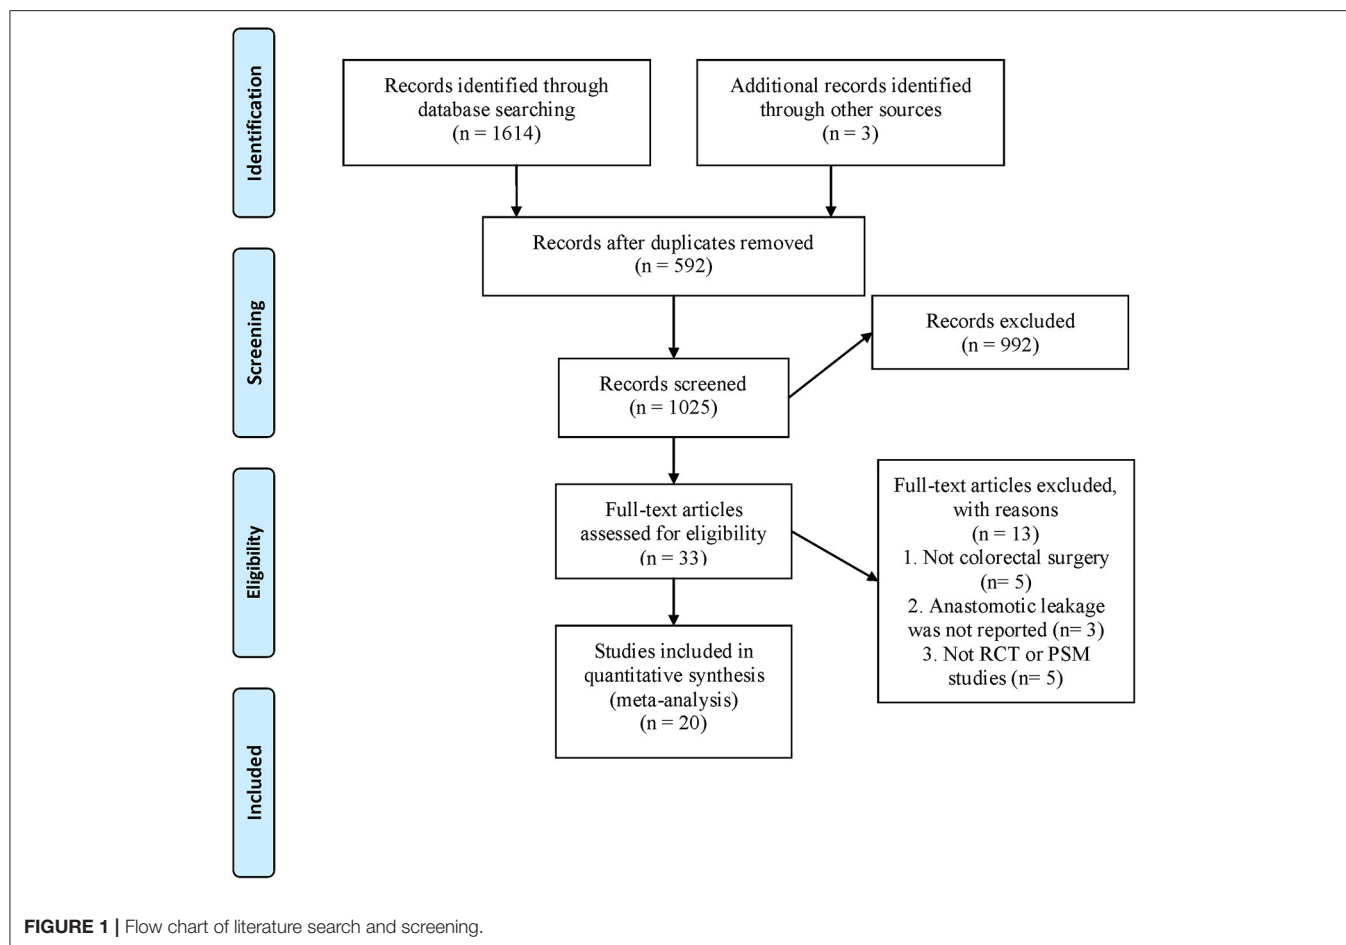 Identification
Records identified through
database searching
(n = 1614)
Additional records identified
through other sources
(n = 3)
Records after duplicates removed
(n = 592)
Screening
Records excluded
(n = 992)
Records screened
(n = 1025)
Eligibility
Full-text articles
assessed for eligibility
(n = 33)
Full-text articles excluded,
with reasons
(n = 13)
1. Not colorectal surgery
(n= 5)
2. Anastomotic leakage
was not reported (n= 3)
3. Not RCT or PSM
studies (n= 5)
Studies included in
quantitative synthesis
(meta-analysis)
(n = 20)
Included
FIGURE 1 | Flow chart of literature search and screening.